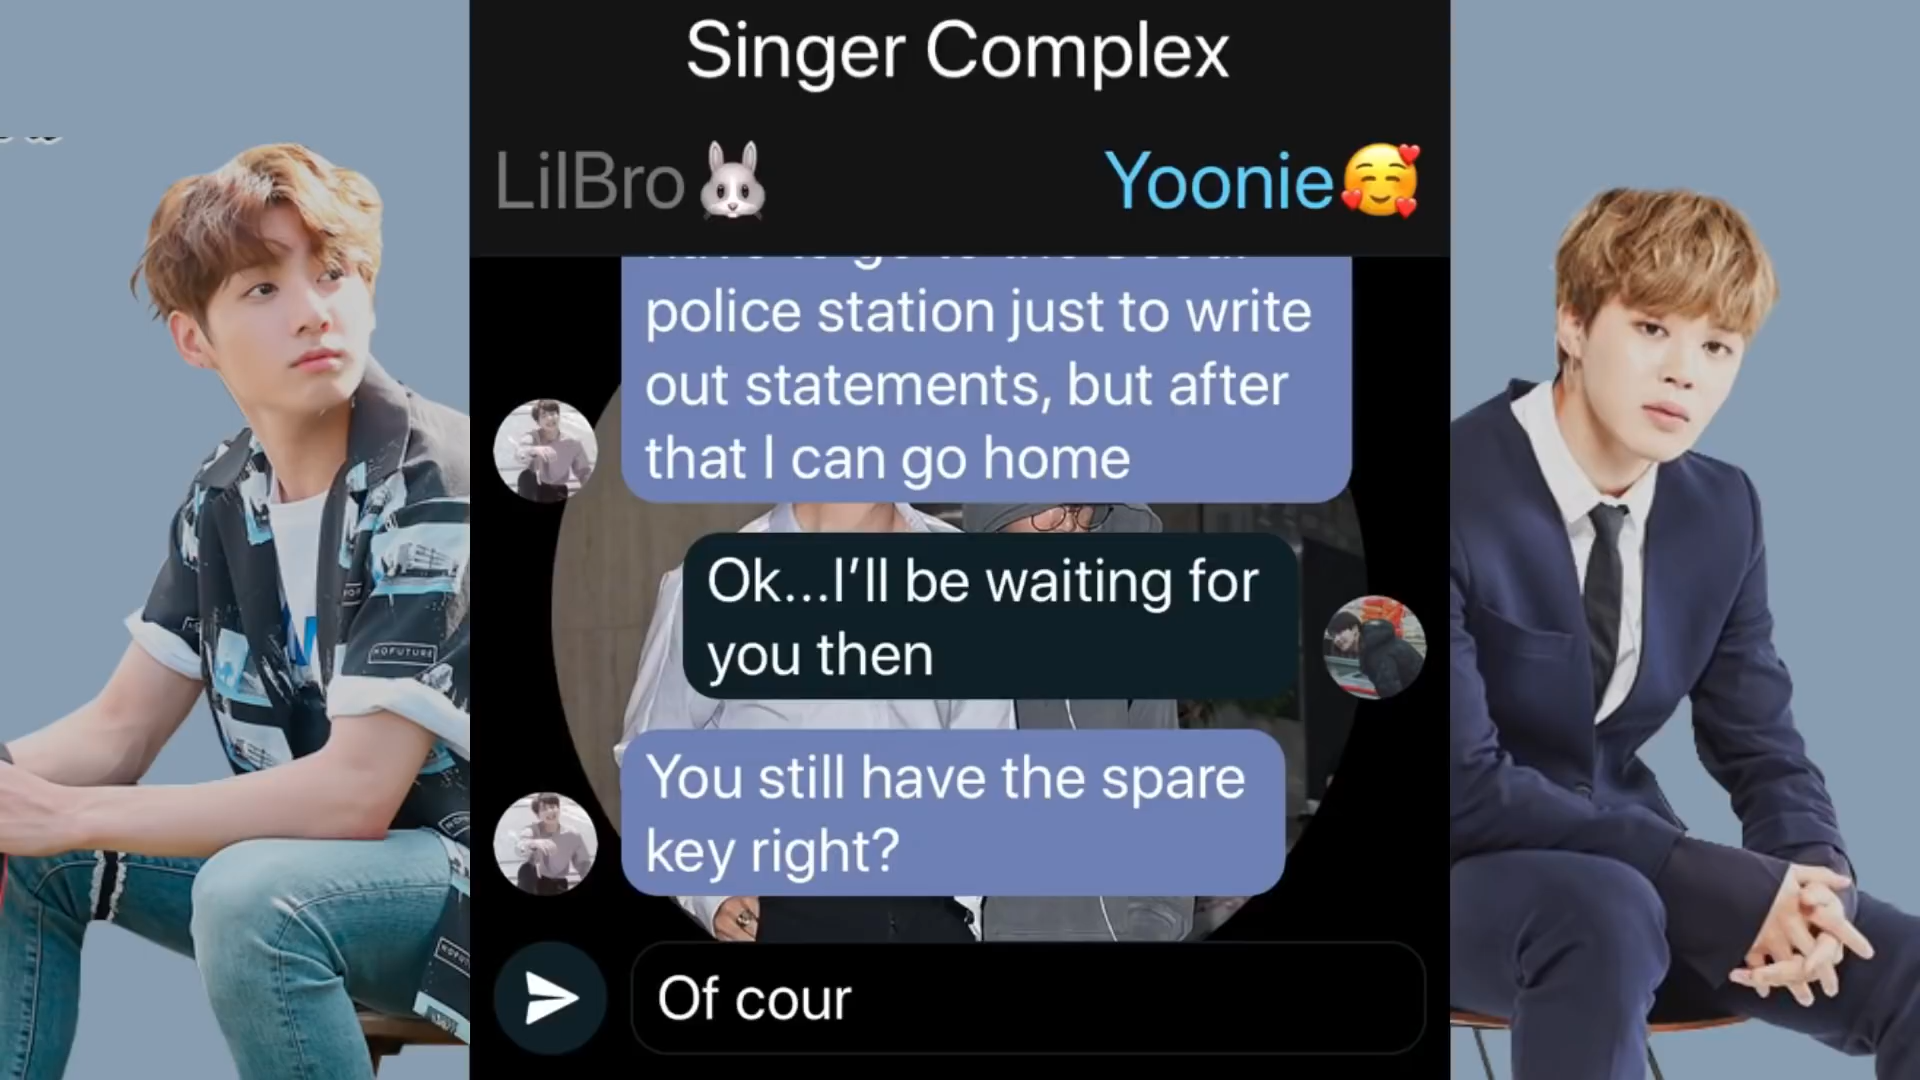 Singer Complex
LilBro🐰 Yoonie🥰
police station just to write
out statements, but after
that I can go home
Ok...I'll be waiting for
you then
You still have the spare
key right?
Of cour
NOFUTURE